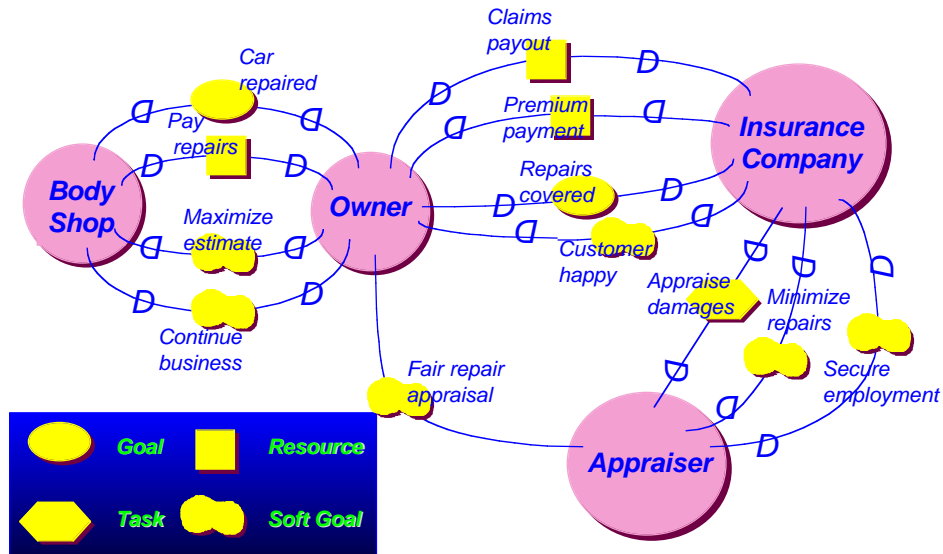 Claims
payout
Car
repaired
D
D
Premium
payment
Pay
repairs
D
D
D
D
Insurance
Company
D
D
Repairs
covered
Body
Shop
Owner
D
D
Maximize
estimate
D
D
D
D
Customer
happy
D
D
D
D
D
Appraise
damages
Minimize
repairs
Continue
business
Secure
employment
Fair repair
appraisal
D
D
D
Appraiser
Goal
Resource
Task
Soft Goal